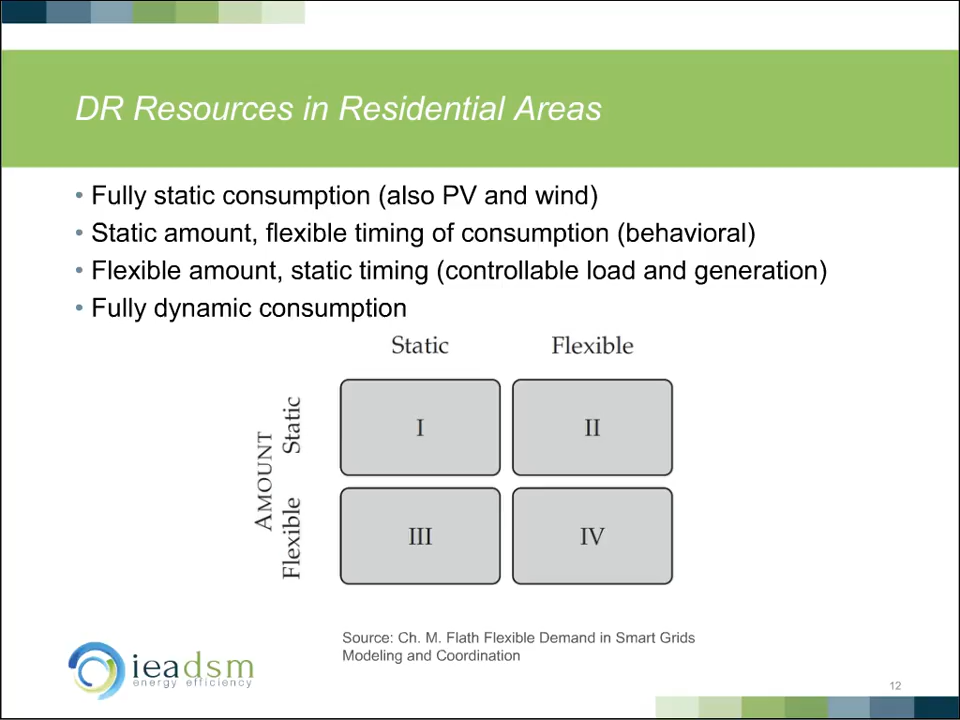 DR Resources in Residential Areas
• Fully static consumption (also PV and wind)
• Static amount, flexible timing of consumption (behavioral)
• Flexible amount, static timing (controllable load and generation)
• Fully dynamic consumption
Static Flexible
AMOUNT
Static
Flexible
I II
III IV
Source: Ch. M. Flath Flexible Demand in Smart Grids
Modeling and Coordination
ieadsm
energy efficiency
12